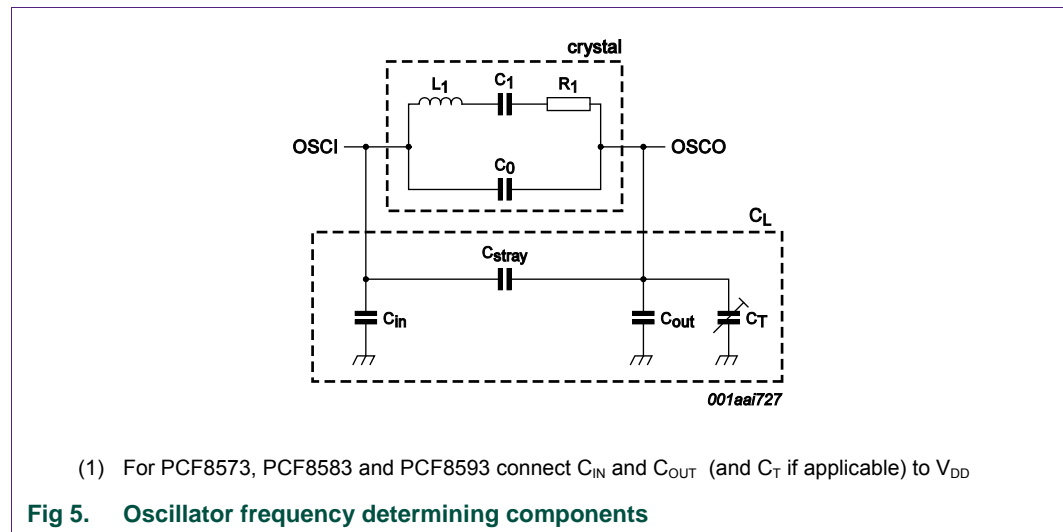 crystal
L1 C1 R1
OSCI OSCO
C0
CL
Cstray
Cin Cout CT
001aai727
(1) For PCF8573, PCF8583 and PCF8593 connect CIN and COUT (and CT if applicable) to VDD
Fig 5. Oscillator frequency determining components